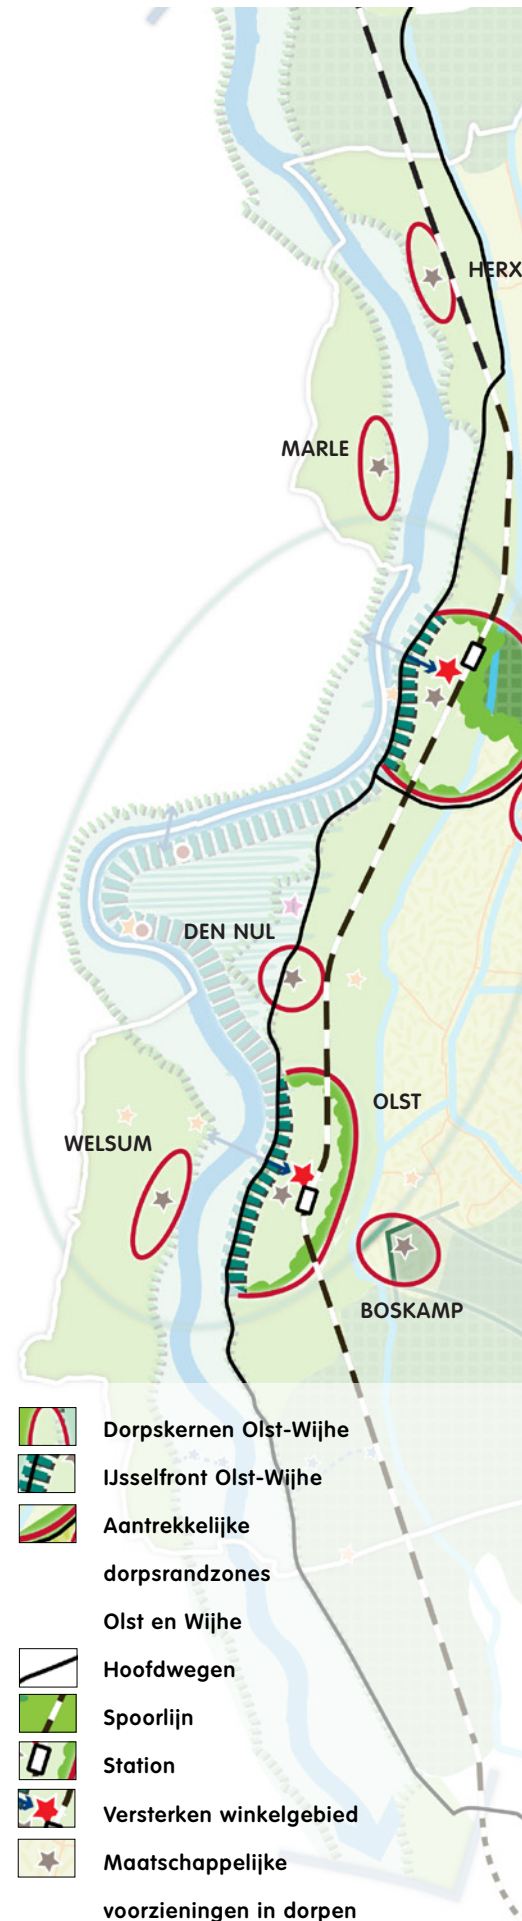 HERX
MARLE
DEN NUL
OLST
WELSUM
BOSKAMP
Dorpskernen Olst-Wijhe
IJsselfront Olst-Wijhe
Aantrekkelijke
dorpsrandzones
Olst en Wijhe
Hoofdwegen
Spoorlijn
Station
Versterken winkelgebied
Maatschappelijke
voorzieningen in dorpen